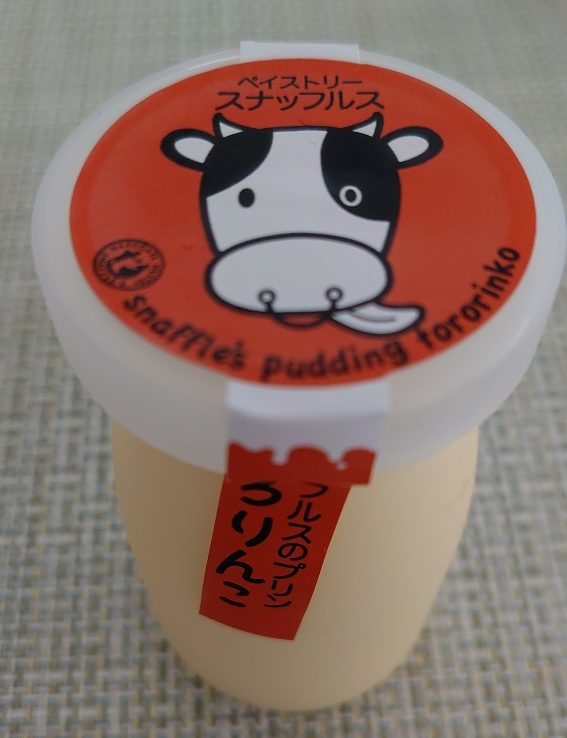 ペイストリー
スナッフルス
snaffle's pudding tororinko
フルスのプリン
ろりんこ